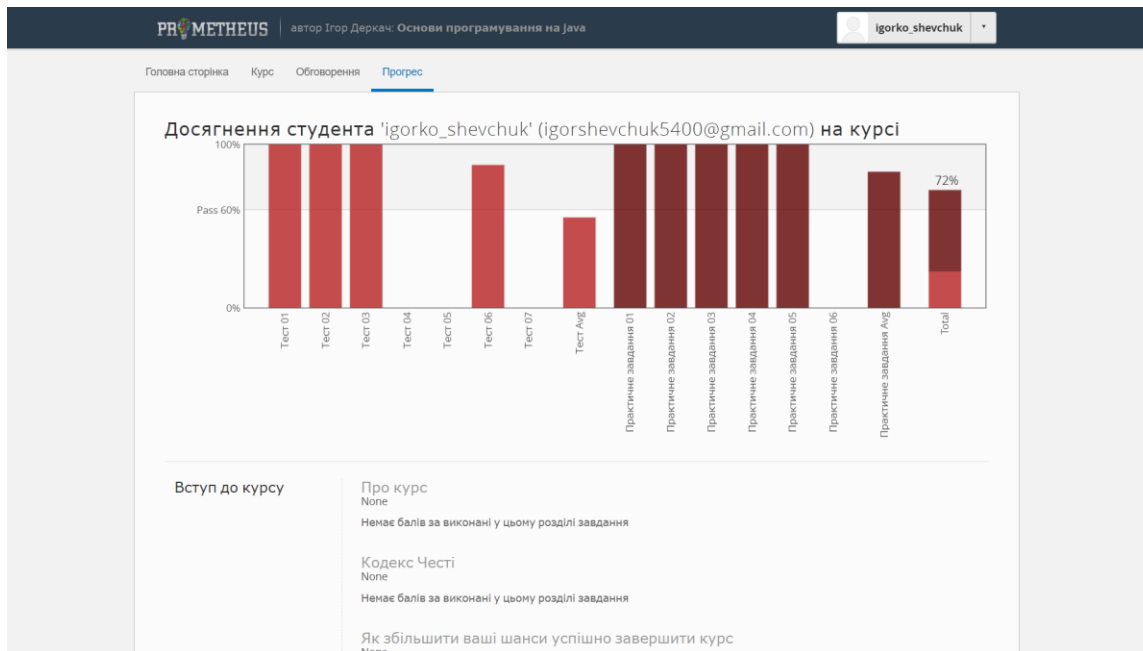 PROMETHEUS
автор Ігор Деркач: Основи програмування на Java
igorko_shevchuk
Головна сторінка Курс Обговорення Прогрес
Досягнення студента 'igorko_shevchuk' (igorshevchuk5400@gmail.com) на курсі
100%
72%
Pass 60%
0%
Тест 01
Тест 02
Тест 03
Тест 04
Тест 05
Тест 06
Тест 07
Тест Avg
Практичне завдання 01
Практичне завдання 02
Практичне завдання 03
Практичне завдання 04
Практичне завдання 05
Практичне завдання 06
Практичне завдання Avg
Total
Вступ до курсу
Про курс
None
Немає балів за виконані у цьому розділі завдання
Кодекс Честі
None
Немає балів за виконані у цьому розділі завдання
Як збільшити ваші шанси успішно завершити курс
None